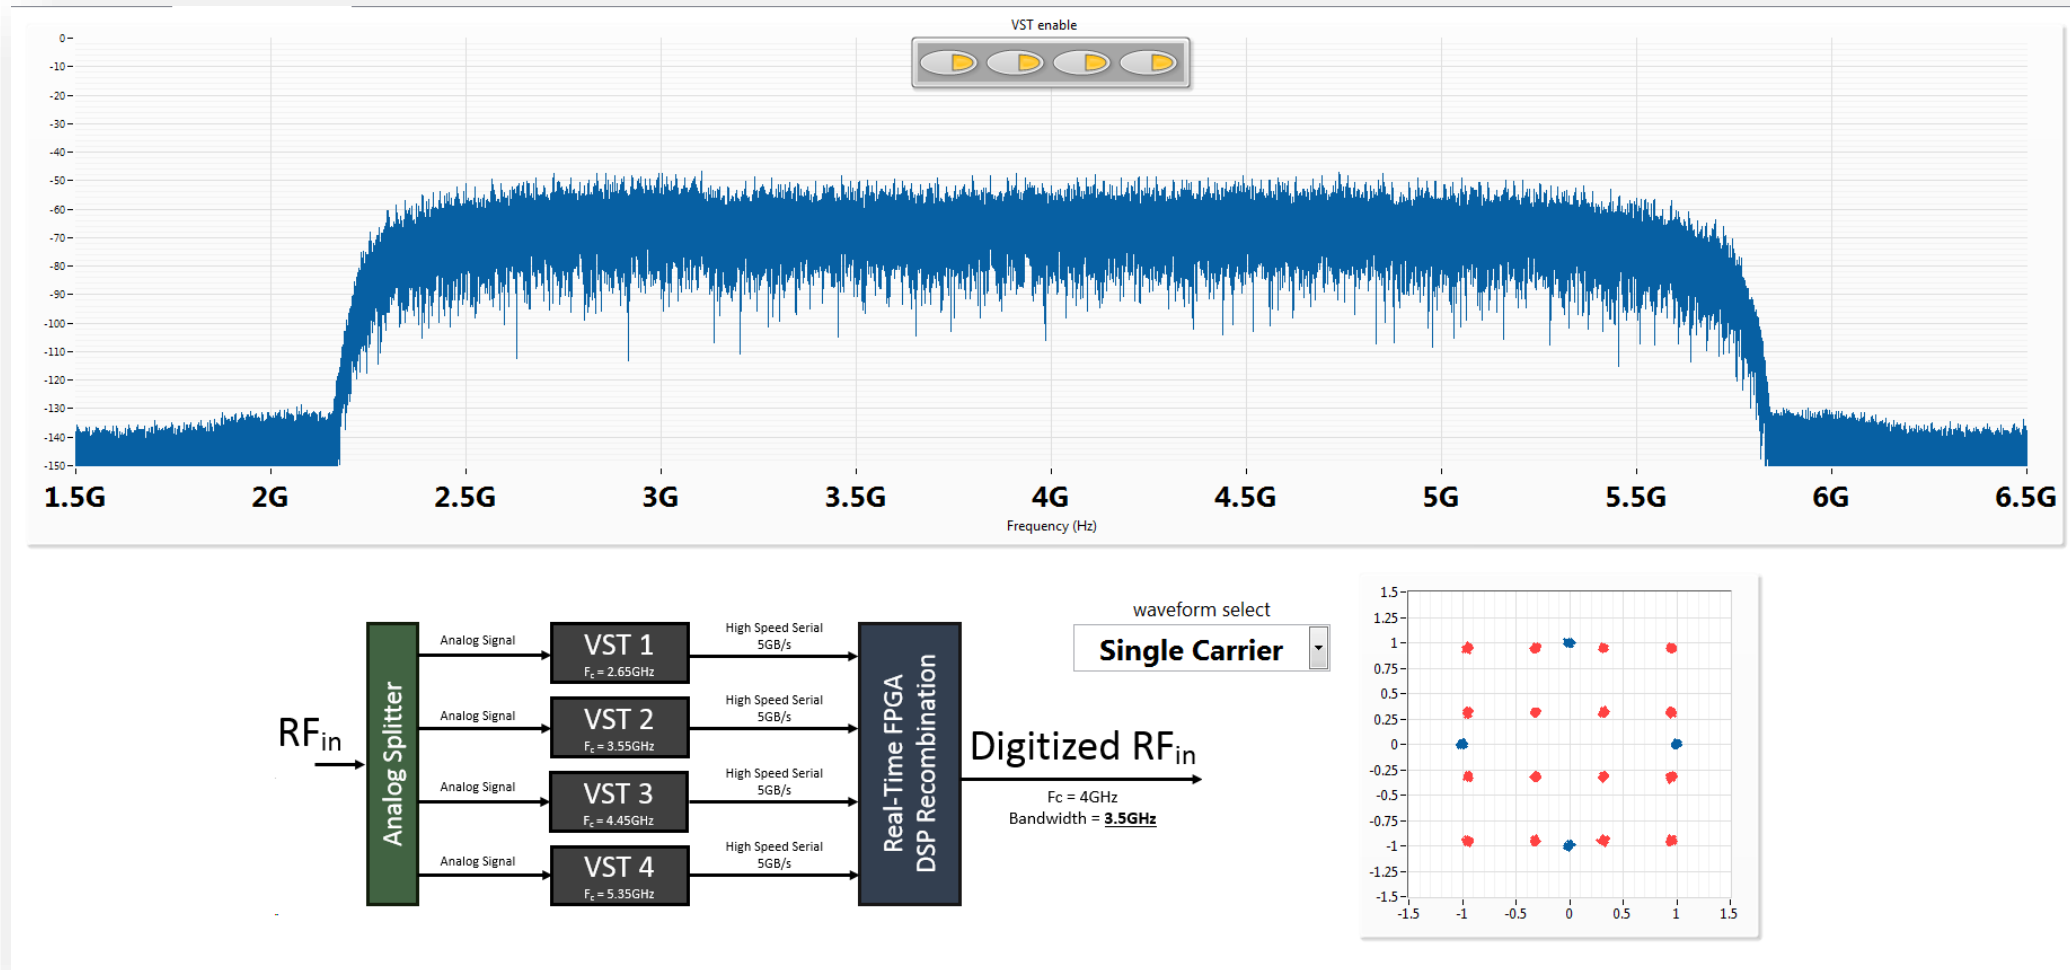 VST enable
0
-10
-20
-30
-40
-50
-60
-70
-80
-90
-100
-110
-120
-130
-140
-150
1.5G 2G 2.5G 3G 3.5G 4G 4.5G 5G 5.5G 6G 6.5G
Frequency (Hz)
RFin
Analog Splitter
Analog Signal
VST 1
Fc = 2.65GHz
High Speed Serial
5GB/s
Analog Signal
VST 2
Fc = 3.55GHz
High Speed Serial
5GB/s
Analog Signal
VST 3
Fc = 4.45GHz
High Speed Serial
5GB/s
Analog Signal
VST 4
Fc = 5.35GHz
High Speed Serial
5GB/s
Real-Time FPGA
DSP Recombination
Digitized RFin
Fc = 4GHz
Bandwidth = 3.5GHz
waveform select
Single Carrier
1.5
1.25
1
0.75
0.5
0.25
0
-0.25
-0.5
-0.75
-1
-1.25
-1.5
-1.5 -1 -0.5 0 0.5 1 1.5